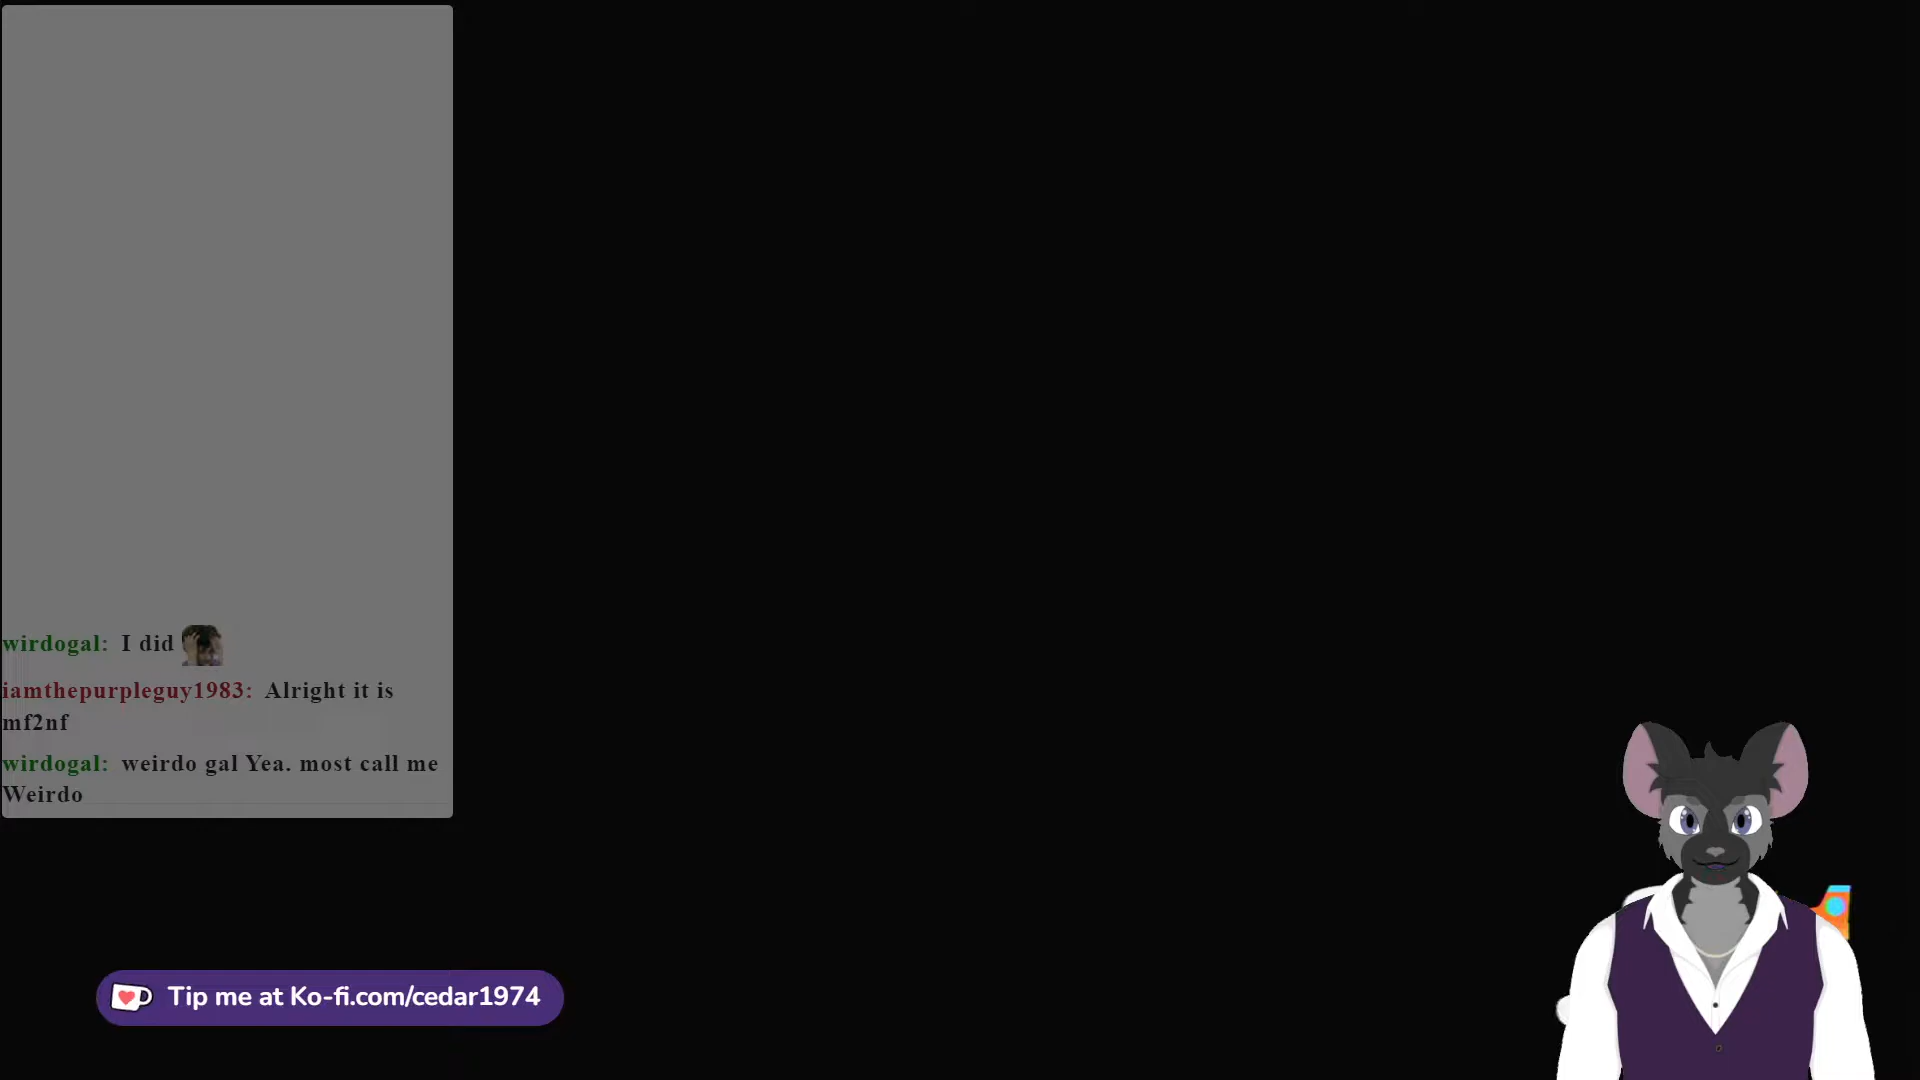 wirdogal: I did
iamthepurpleguy1983: Alright it is
mf2nf
wirdogal: weirdo gal Yea. most call me
Weirdo
Tip me at Ko-fi.com/cedar1974